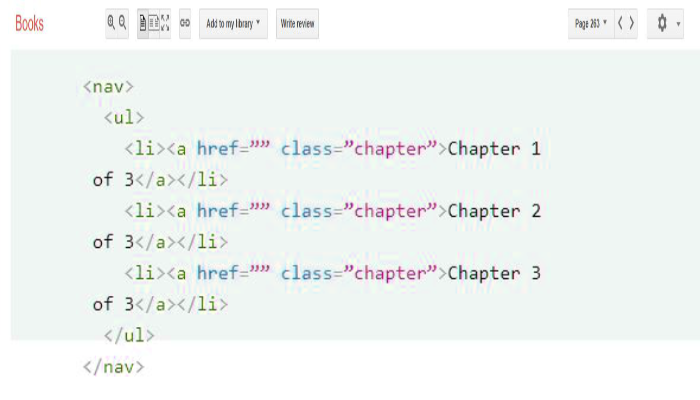 Books
Add to my library
Write review
Page 263
<nav>
<ul>
<li><a href=”” class=”chapter”>Chapter 1
of 3</a></li>
<li><a href=”” class=”chapter”>Chapter 2
of 3</a></li>
<li><a href=”” class=”chapter”>Chapter 3
of 3</a></li>
</ul>
</nav>